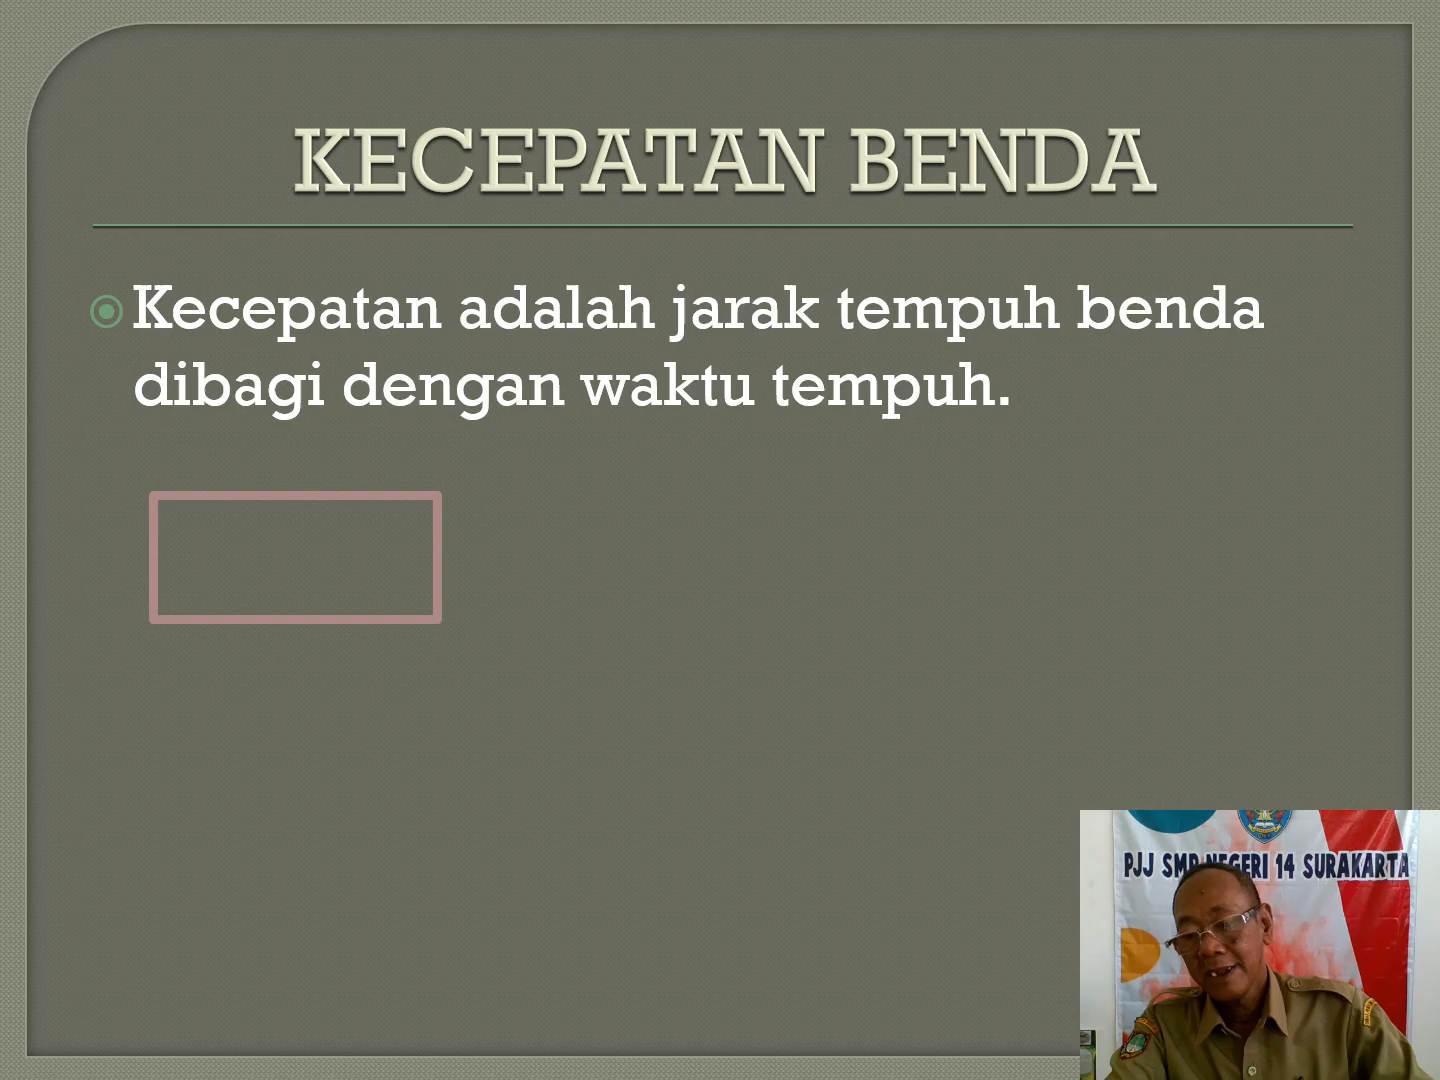 KECEPATAN BENDA
Kecepatan adalah jarak tempuh benda
dibagi dengan waktu tempuh.
PJJ SMP NEGERI 14 SURAKARTA